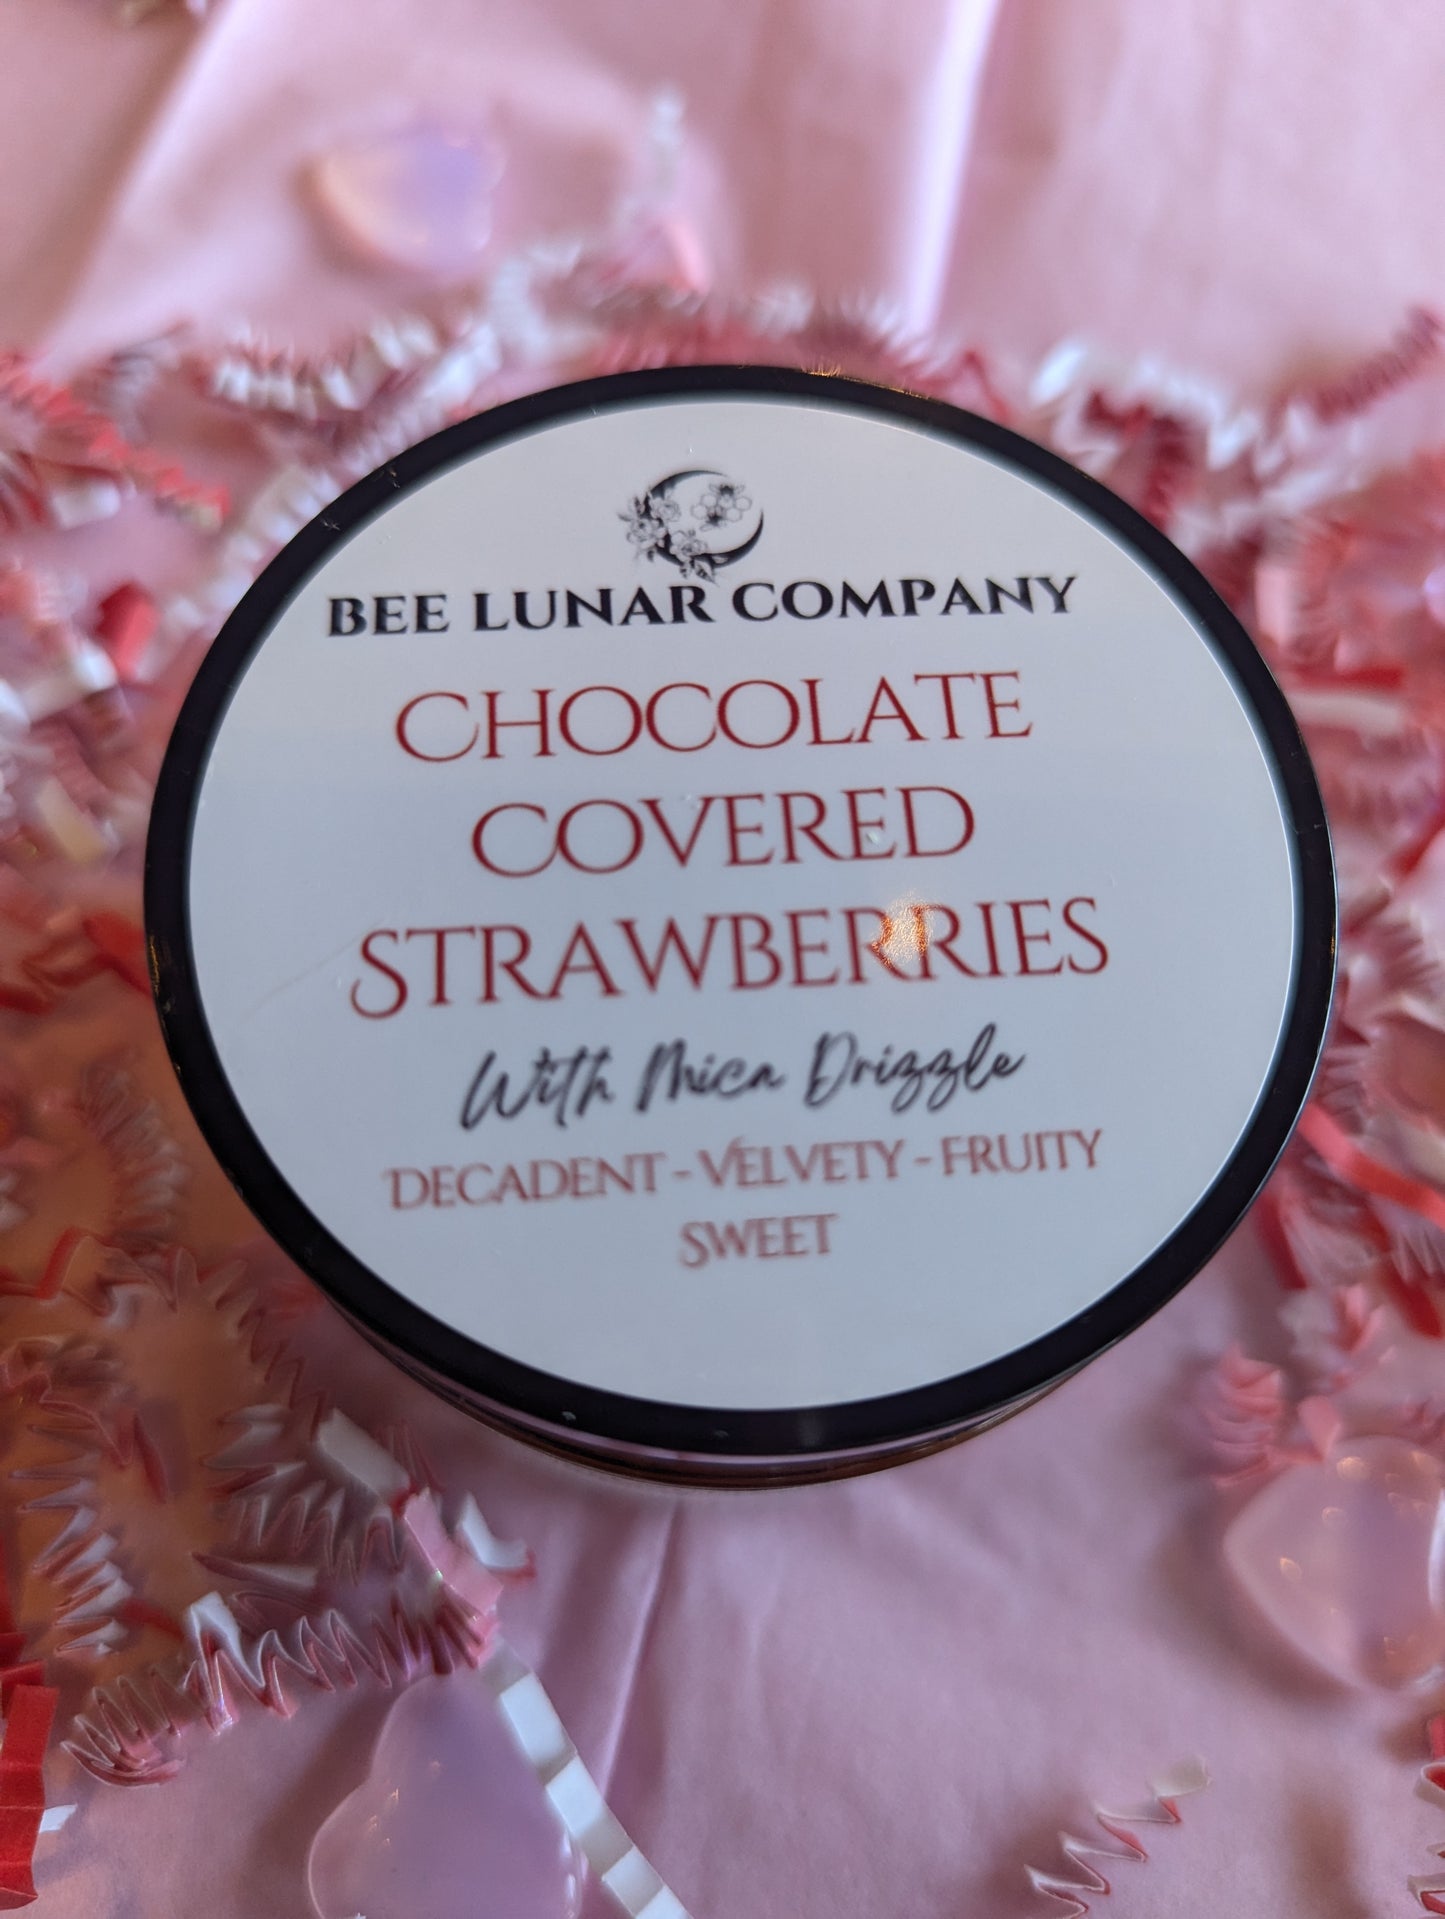 BEE LUNAR COMPANY
CHOCOLATE
COVERED
STRAWBERRIES
With Mica Drizzle
DECADENT - VELVETY - FRUITY
SWEET